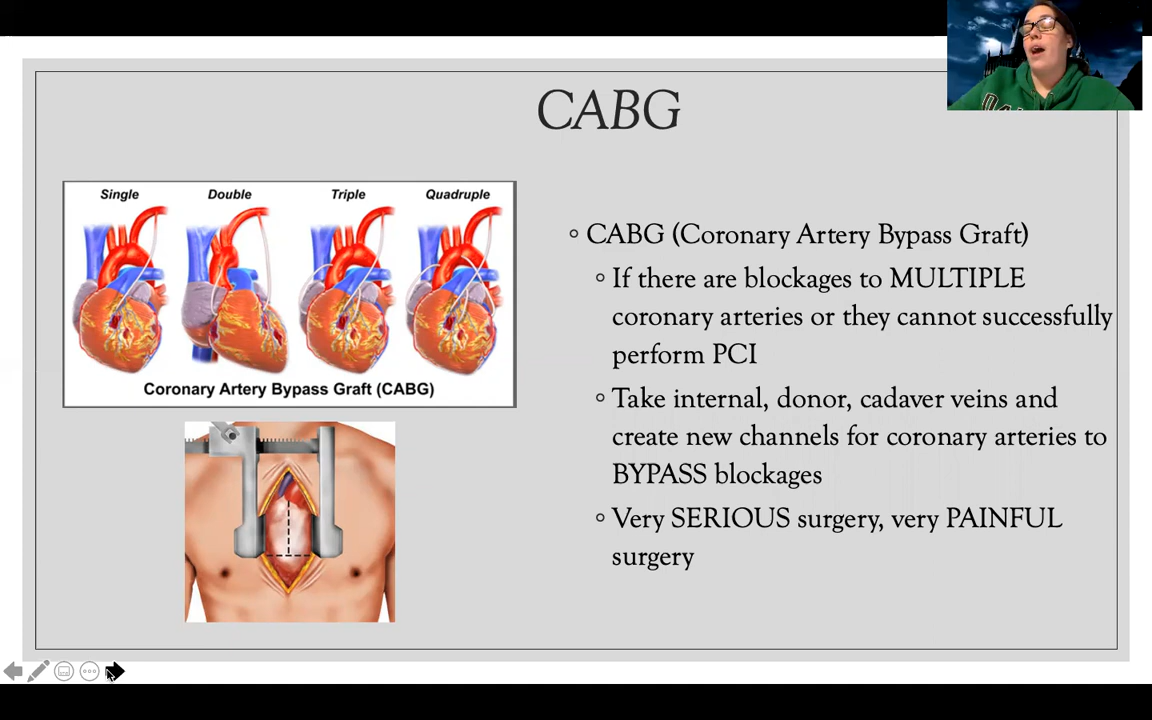 CABG
Single Double Triple Quadruple
Coronary Artery Bypass Graft (CABG)
CABG (Coronary Artery Bypass Graft)
If there are blockages to MULTIPLE
coronary arteries or they cannot successfully
perform PCI
Take internal, donor, cadaver veins and
create new channels for coronary arteries to
BYPASS blockages
Very SERIOUS surgery, very PAINFUL
surgery